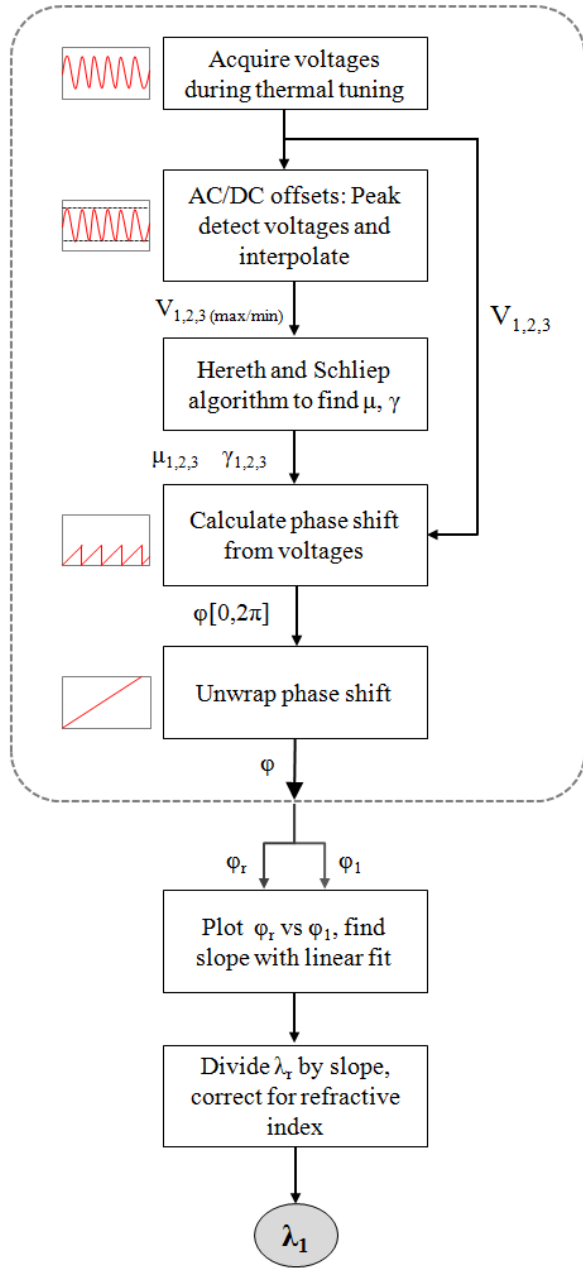 Acquire voltages
during thermal tuning
AC/DC offsets: Peak
detect voltages and
interpolate
V1,2,3 (max/min)
V1,2,3
Hereth and Schliep
algorithm to find μ, γ
μ1,2,3 γ1,2,3
Calculate phase shift
from voltages
φ[0,2π]
Unwrap phase shift
φ
φr φ1
Plot φr vs φ1, find
slope with linear fit
Divide λr by slope,
correct for refractive
index
λ1